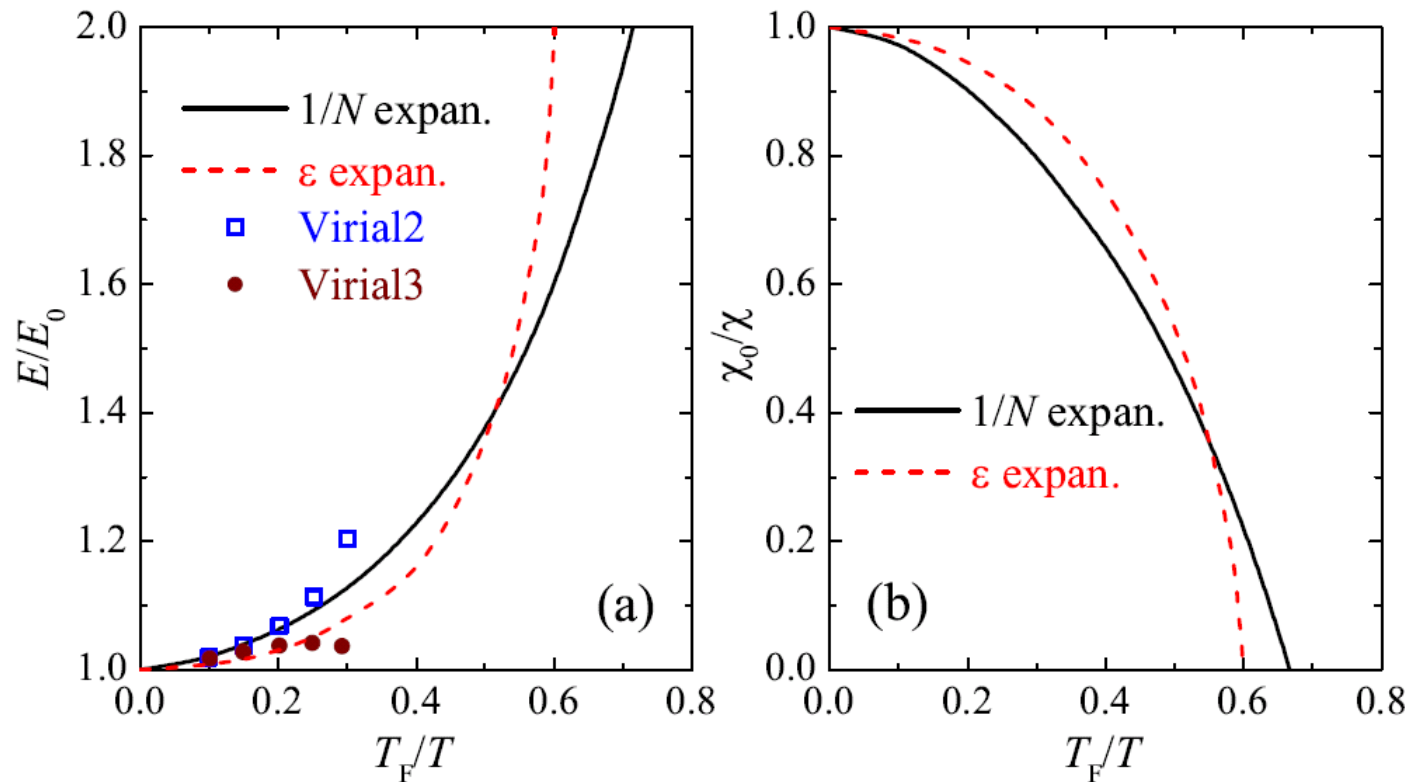 2.0
1.8
1.6
1.4
1.2
1.0
E/E₀
1/N expan.
ε expan.
Virial2
Virial3
(a)
0.0 0.2 0.4 0.6 0.8
T_F/T
1.0
0.8
0.6
0.4
0.2
0.0
χ₀/χ
1/N expan.
ε expan.
(b)
0.0 0.2 0.4 0.6 0.8
T_F/T